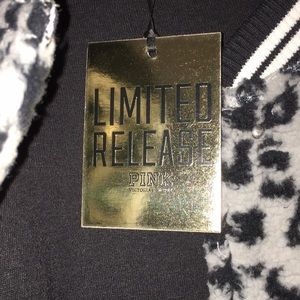 LIMITED
RELEASE
PINK
VICTORIA'S SECRET